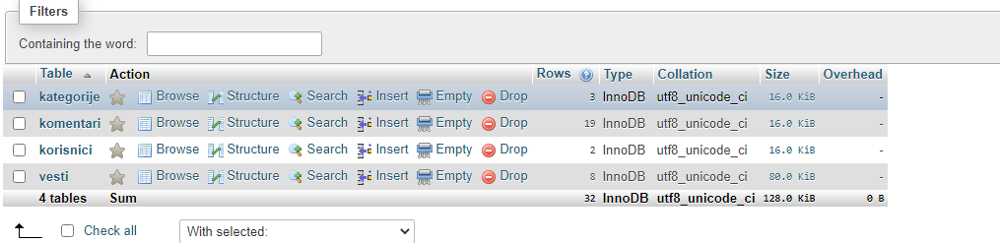 Filters
Containing the word:
Table Action Rows Type Collation Size Overhead
kategorije Browse Structure Search Insert Empty Drop 3 InnoDB utf8_unicode_ci 16.0 KiB -
komentari Browse Structure Search Insert Empty Drop 19 InnoDB utf8_unicode_ci 16.0 KiB -
korisnici Browse Structure Search Insert Empty Drop 2 InnoDB utf8_unicode_ci 16.0 KiB -
vesti Browse Structure Search Insert Empty Drop 8 InnoDB utf8_unicode_ci 80.0 KiB -
4 tables Sum 32 InnoDB utf8_unicode_ci 128.0 KiB 0 B
Check all With selected: